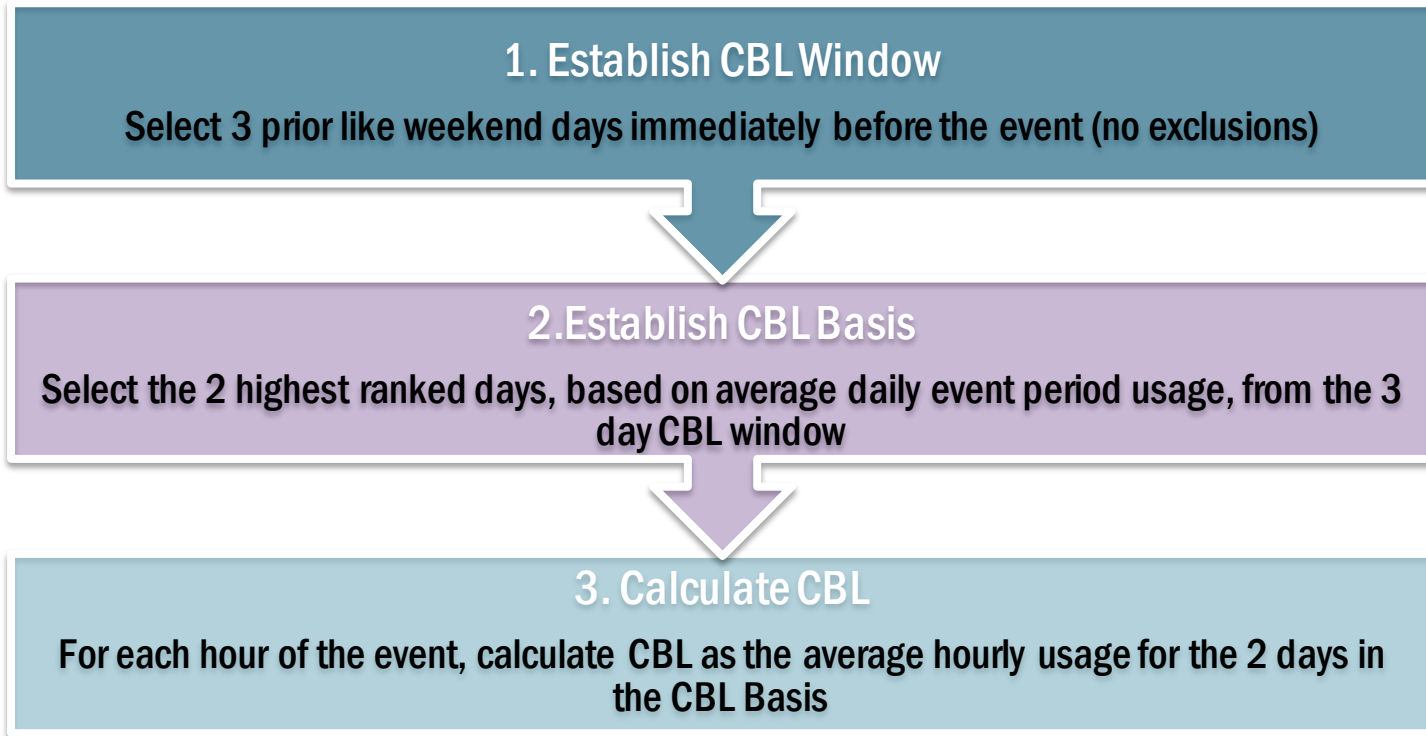 1. Establish CBL Window
Select 3 prior like weekend days immediately before the event (no exclusions)
2.Establish CBL Basis
Select the 2 highest ranked days, based on average daily event period usage, from the 3
day CBL window
3. Calculate CBL
For each hour of the event, calculate CBL as the average hourly usage for the 2 days in
the CBL Basis